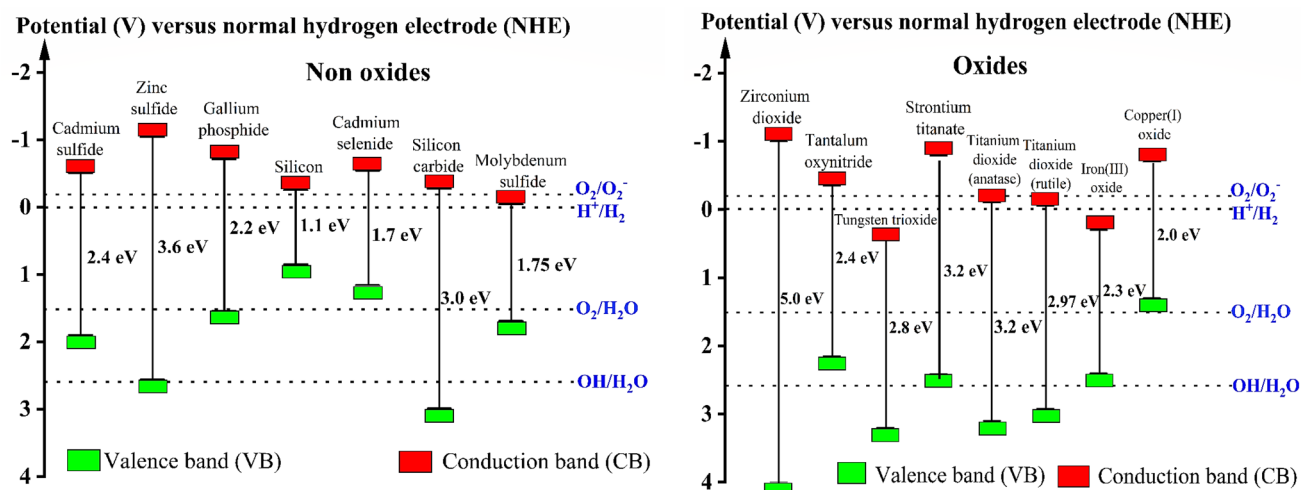 Potential (V) versus normal hydrogen electrode (NHE)
Non oxides
-2
-1
0
1
2
3
4
Cadmium
sulfide
Zinc
sulfide
Gallium
phosphide
Silicon
Cadmium
selenide
Silicon
carbide
Molybdenum
sulfide
O₂/O₂⁻
H⁺/H₂
O₂/H₂O
OH/H₂O
2.4 eV
3.6 eV
2.2 eV
1.1 eV
1.7 eV
3.0 eV
1.75 eV
Valence band (VB)
Conduction band (CB)
Potential (V) versus normal hydrogen electrode (NHE)
Oxides
-2
-1
0
1
2
3
4
Zirconium
dioxide
Tantalum
oxynitride
Tungsten trioxide
Strontium
titanate
Titanium
dioxide
(anatase)
Titanium
dioxide
(rutile)
Iron(III)
oxide
Copper(I)
oxide
O₂/O₂⁻
H⁺/H₂
O₂/H₂O
OH/H₂O
5.0 eV
2.4 eV
2.8 eV
3.2 eV
3.2 eV
2.97 eV
2.3 eV
2.0 eV
Valence band (VB)
Conduction band (CB)